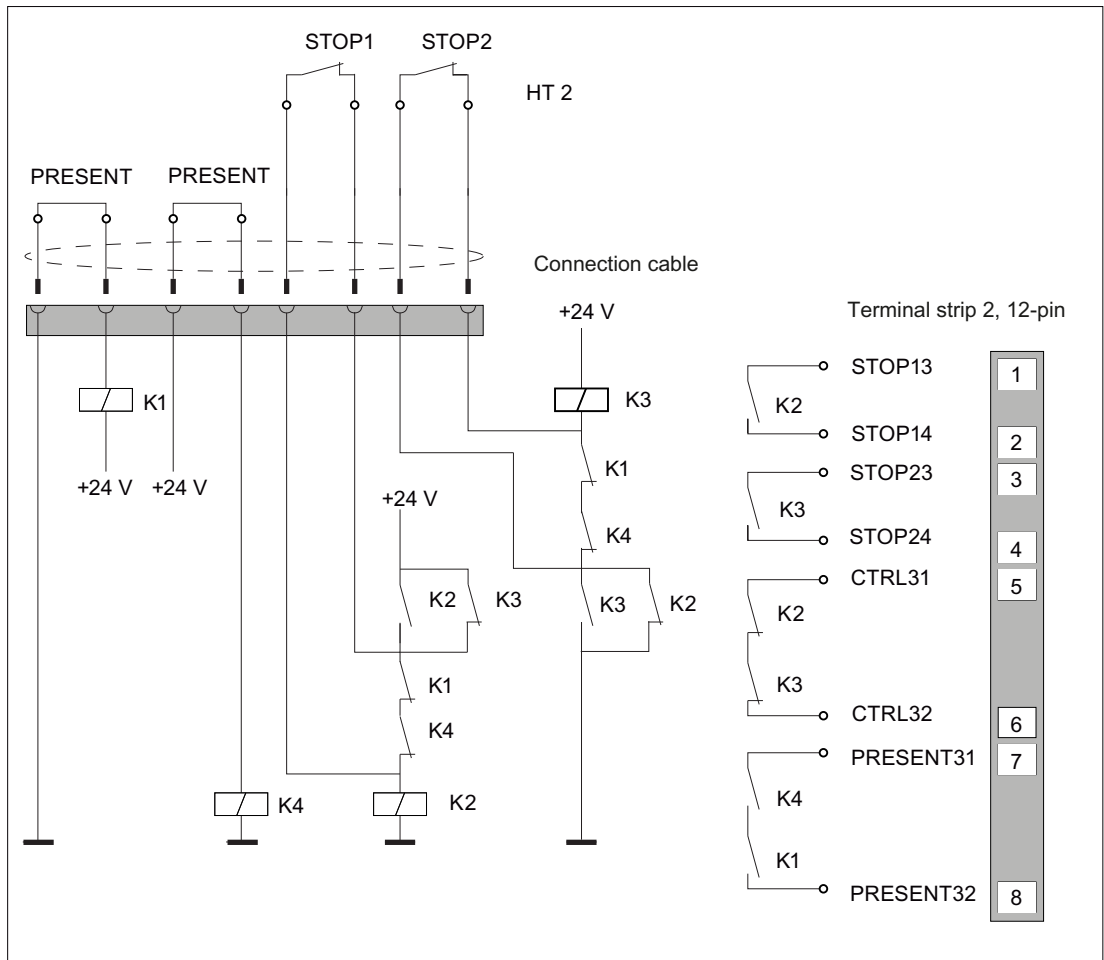 STOP1 STOP2
HT 2
PRESENT PRESENT
Connection cable
+24 V
Terminal strip 2, 12-pin
K1
+24 V +24 V
K3
K1
K4
+24 V
K2 K3
K3 K2
K1
K4
K4 K2
STOP13 1
K2
STOP14 2
STOP23 3
K3
STOP24 4
CTRL31 5
K2
K3
CTRL32 6
PRESENT31 7
K4
K1
PRESENT32 8